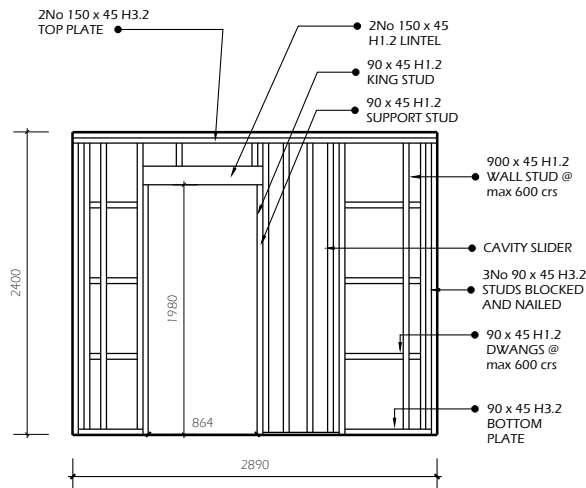 2No 150 x 45 H3.2
TOP PLATE
2No 150 x 45
H1.2 LINTEL
90 x 45 H1.2
KING STUD
90 x 45 H1.2
SUPPORT STUD
900 x 45 H1.2
WALL STUD @
max 600 crs
CAVITY SLIDER
3No 90 x 45 H3.2
STUDS BLOCKED
AND NAILED
90 x 45 H1.2
DWANGS @
max 600 crs
90 x 45 H3.2
BOTTOM
PLATE
2400
1980
864
2890